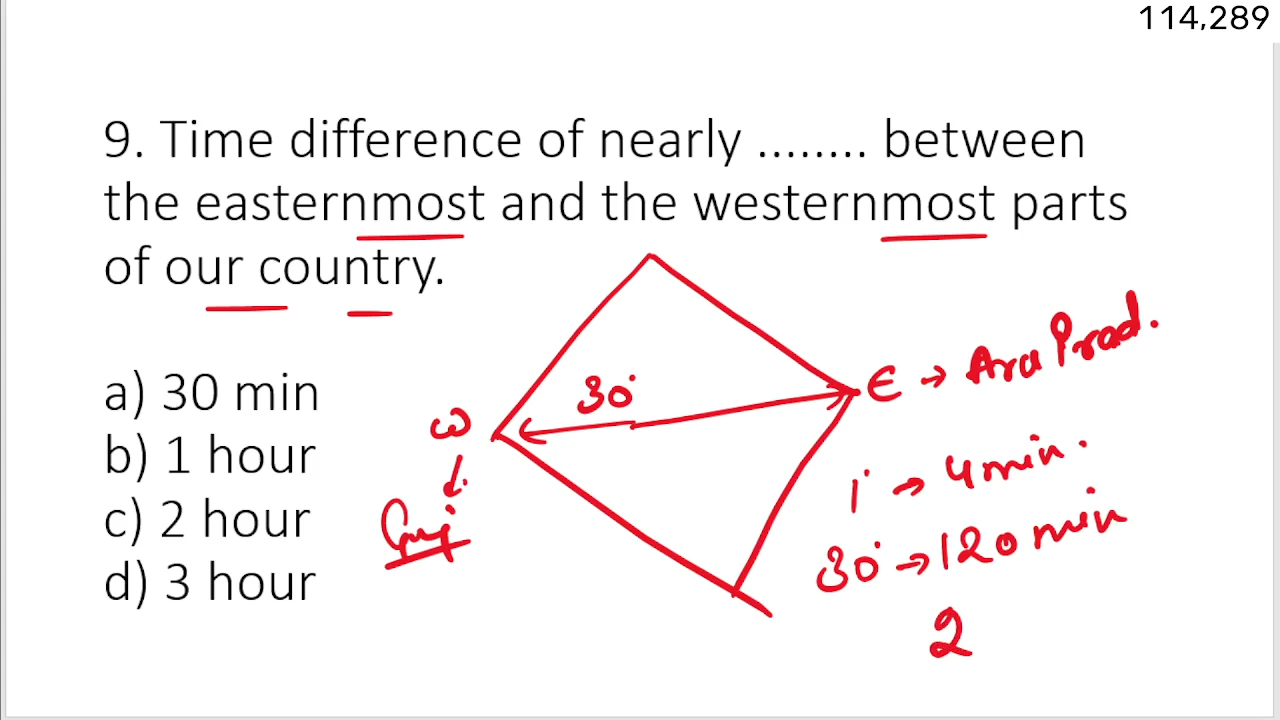 114,289
9. Time difference of nearly ........ between
the easternmost and the westernmost parts
of our country.
a) 30 min
b) 1 hour
c) 2 hour
d) 3 hour
30°
W
Guj
E → Aru Prad.
1° → 4 min.
30° → 120 min
2